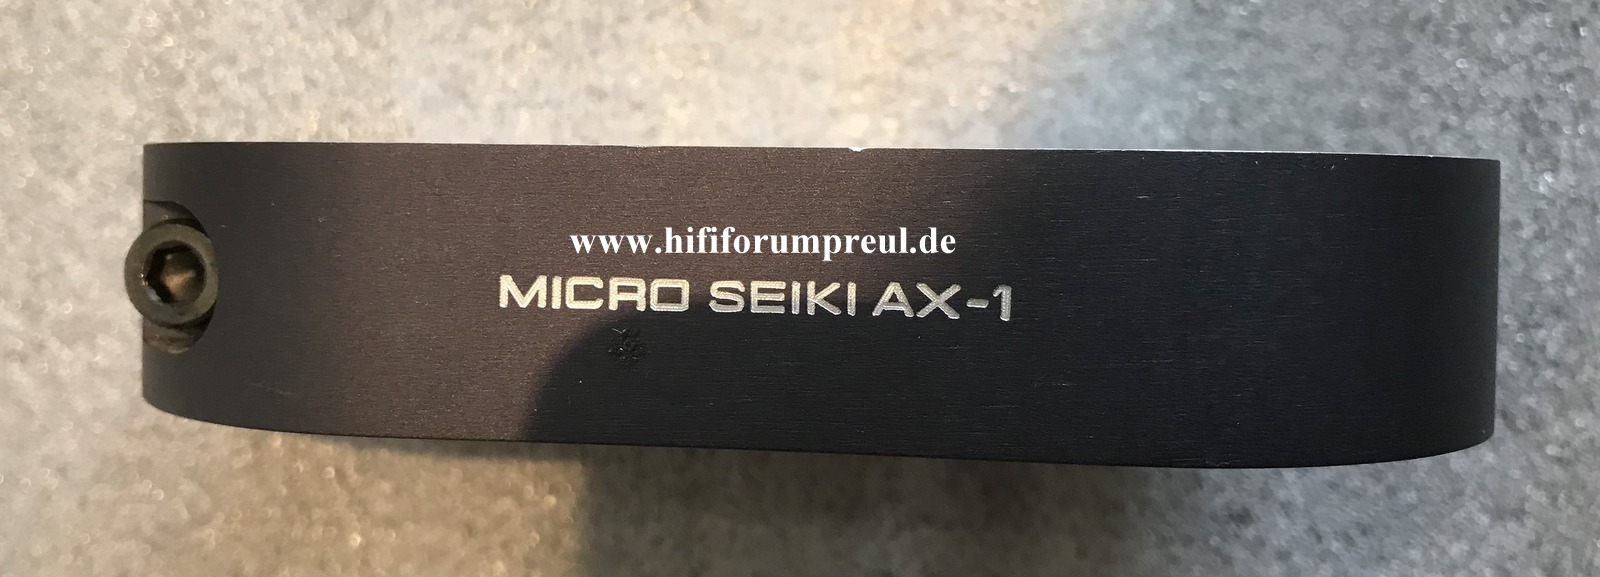 www.hififorumpreul.de
MICRO SEIKI AX-1